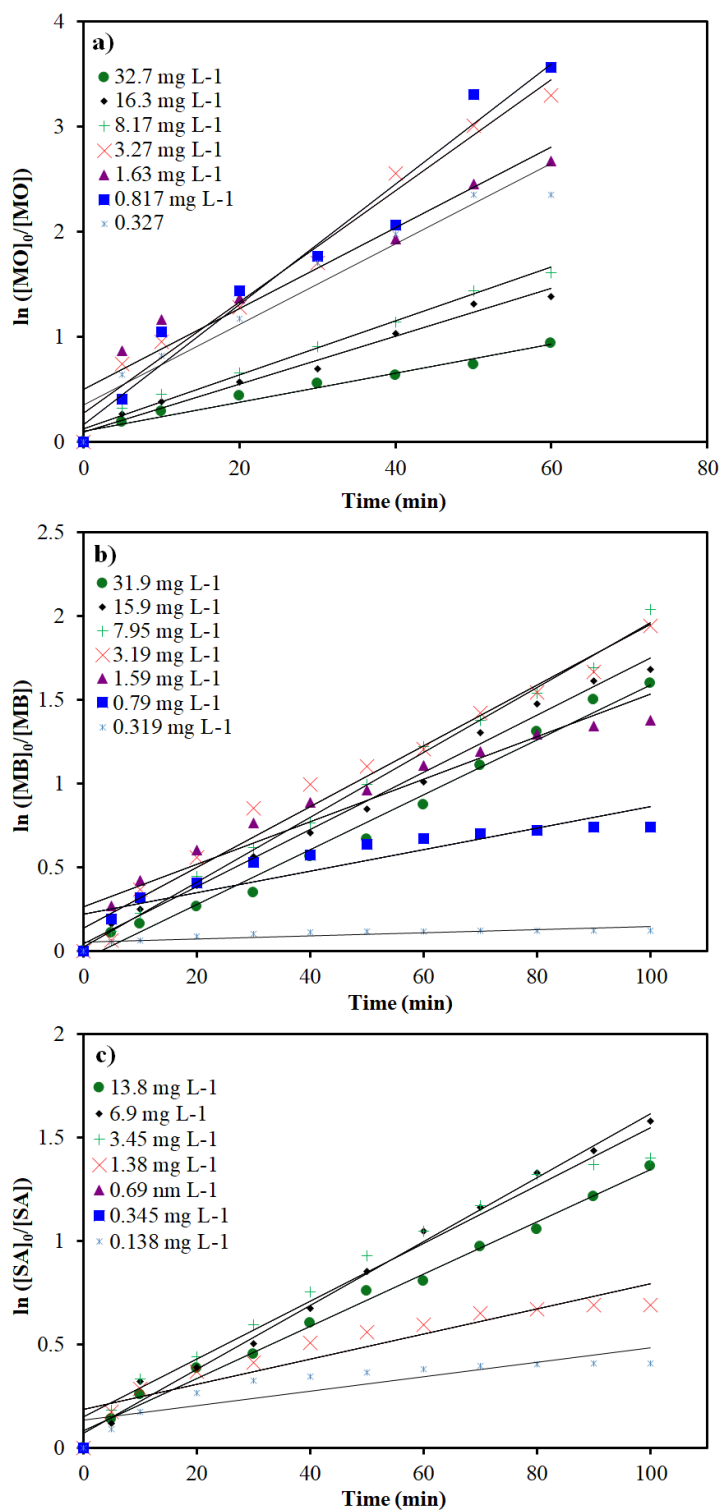 a)
32.7 mg L-1
16.3 mg L-1
8.17 mg L-1
3.27 mg L-1
1.63 mg L-1
0.817 mg L-1
0.327
ln ([MO]₀/[MO])
4
3
2
1
0
0 20 40 60 80
Time (min)
b)
31.9 mg L-1
15.9 mg L-1
7.95 mg L-1
3.19 mg L-1
1.59 mg L-1
0.79 mg L-1
0.319 mg L-1
ln ([MB]₀/[MB])
2.5
2
1.5
1
0.5
0
0 20 40 60 80 100
Time (min)
c)
13.8 mg L-1
6.9 mg L-1
3.45 mg L-1
1.38 mg L-1
0.69 nm L-1
0.345 mg L-1
0.138 mg L-1
ln ([SA]₀/[SA])
2
1.5
1
0.5
0
0 20 40 60 80 100
Time (min)